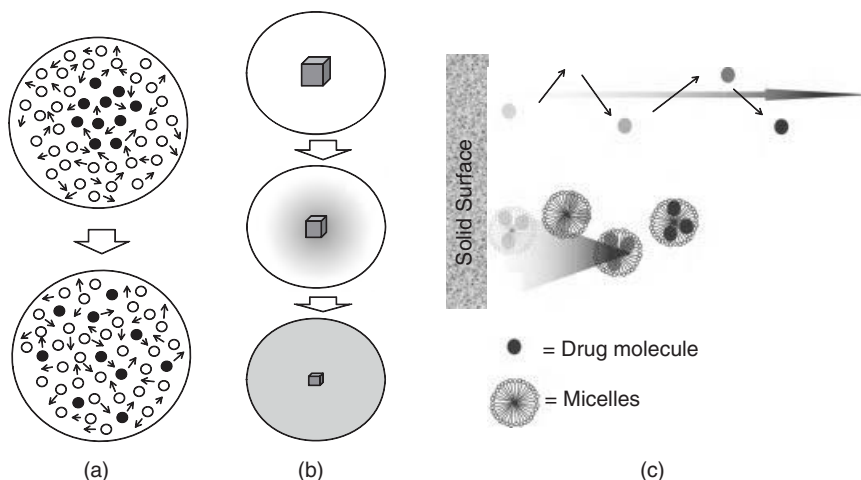 Solid Surface
= Drug molecule
= Micelles
(a)
(b)
(c)